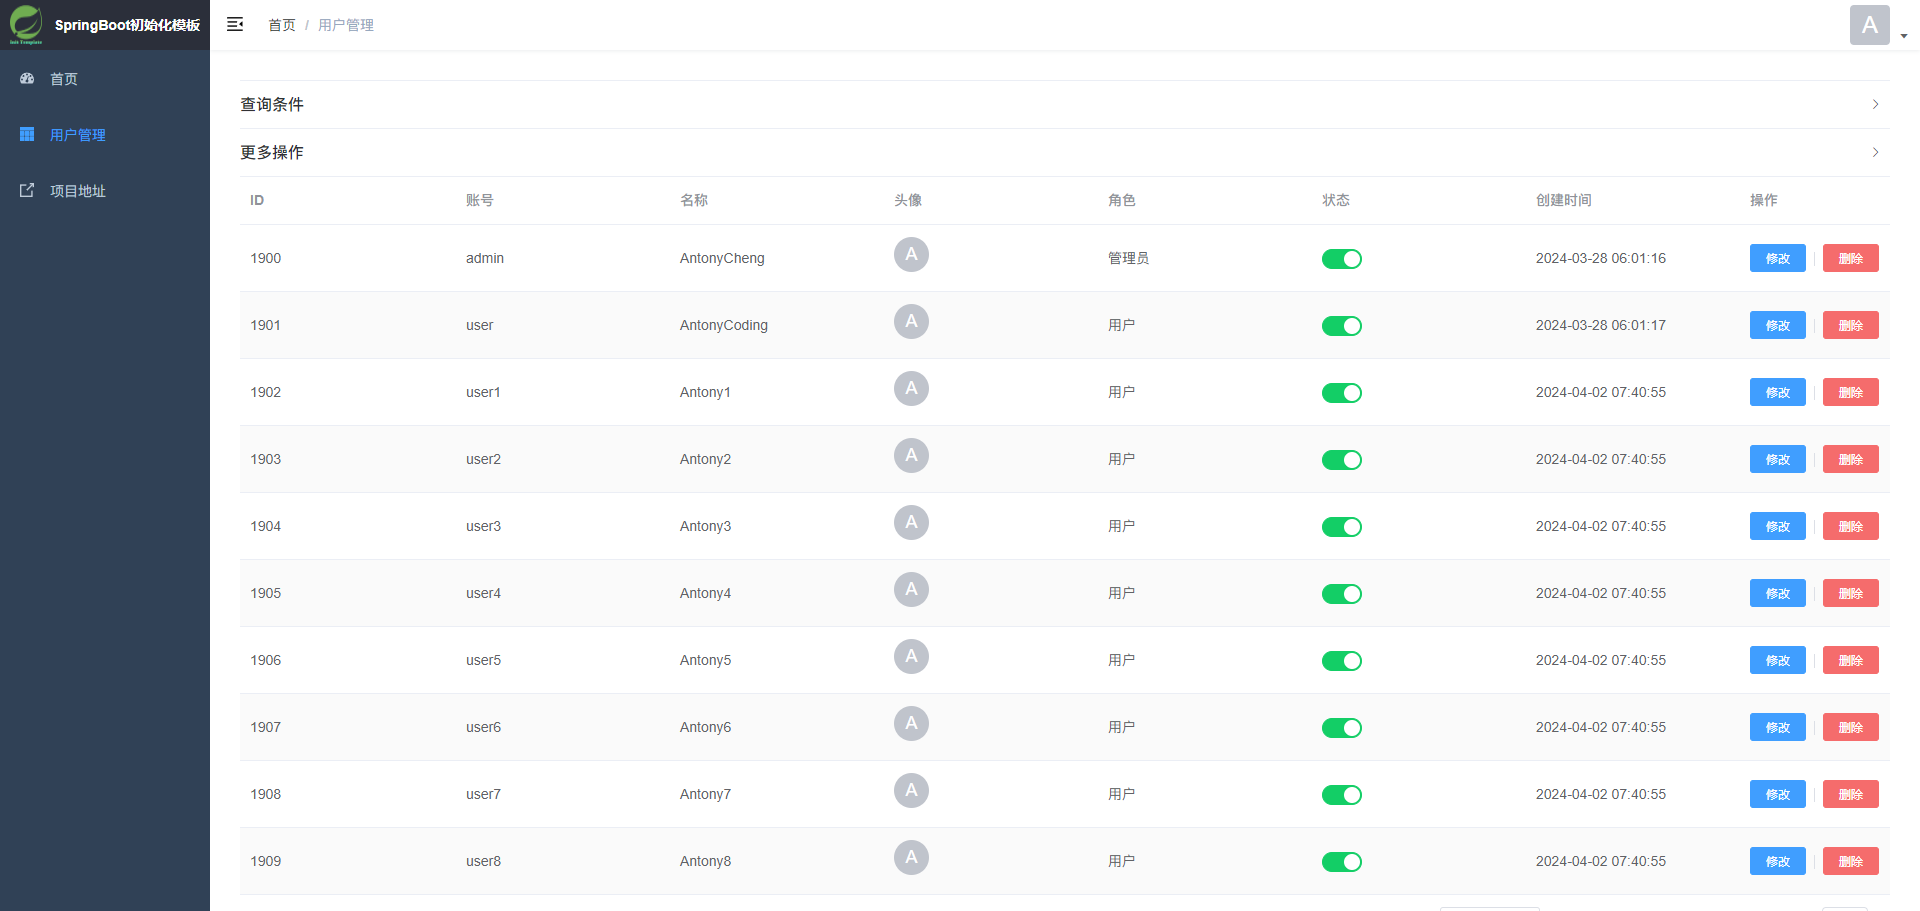 SpringBoot初始化模板
首页 / 用户管理
A
首页
用户管理
项目地址
查询条件
更多操作
ID 账号 名称 头像 角色 状态 创建时间 操作
1900 admin AntonyCheng A 管理员 2024-03-28 06:01:16 修改 删除
1901 user AntonyCoding A 用户 2024-03-28 06:01:17 修改 删除
1902 user1 Antony1 A 用户 2024-04-02 07:40:55 修改 删除
1903 user2 Antony2 A 用户 2024-04-02 07:40:55 修改 删除
1904 user3 Antony3 A 用户 2024-04-02 07:40:55 修改 删除
1905 user4 Antony4 A 用户 2024-04-02 07:40:55 修改 删除
1906 user5 Antony5 A 用户 2024-04-02 07:40:55 修改 删除
1907 user6 Antony6 A 用户 2024-04-02 07:40:55 修改 删除
1908 user7 Antony7 A 用户 2024-04-02 07:40:55 修改 删除
1909 user8 Antony8 A 用户 2024-04-02 07:40:55 修改 删除